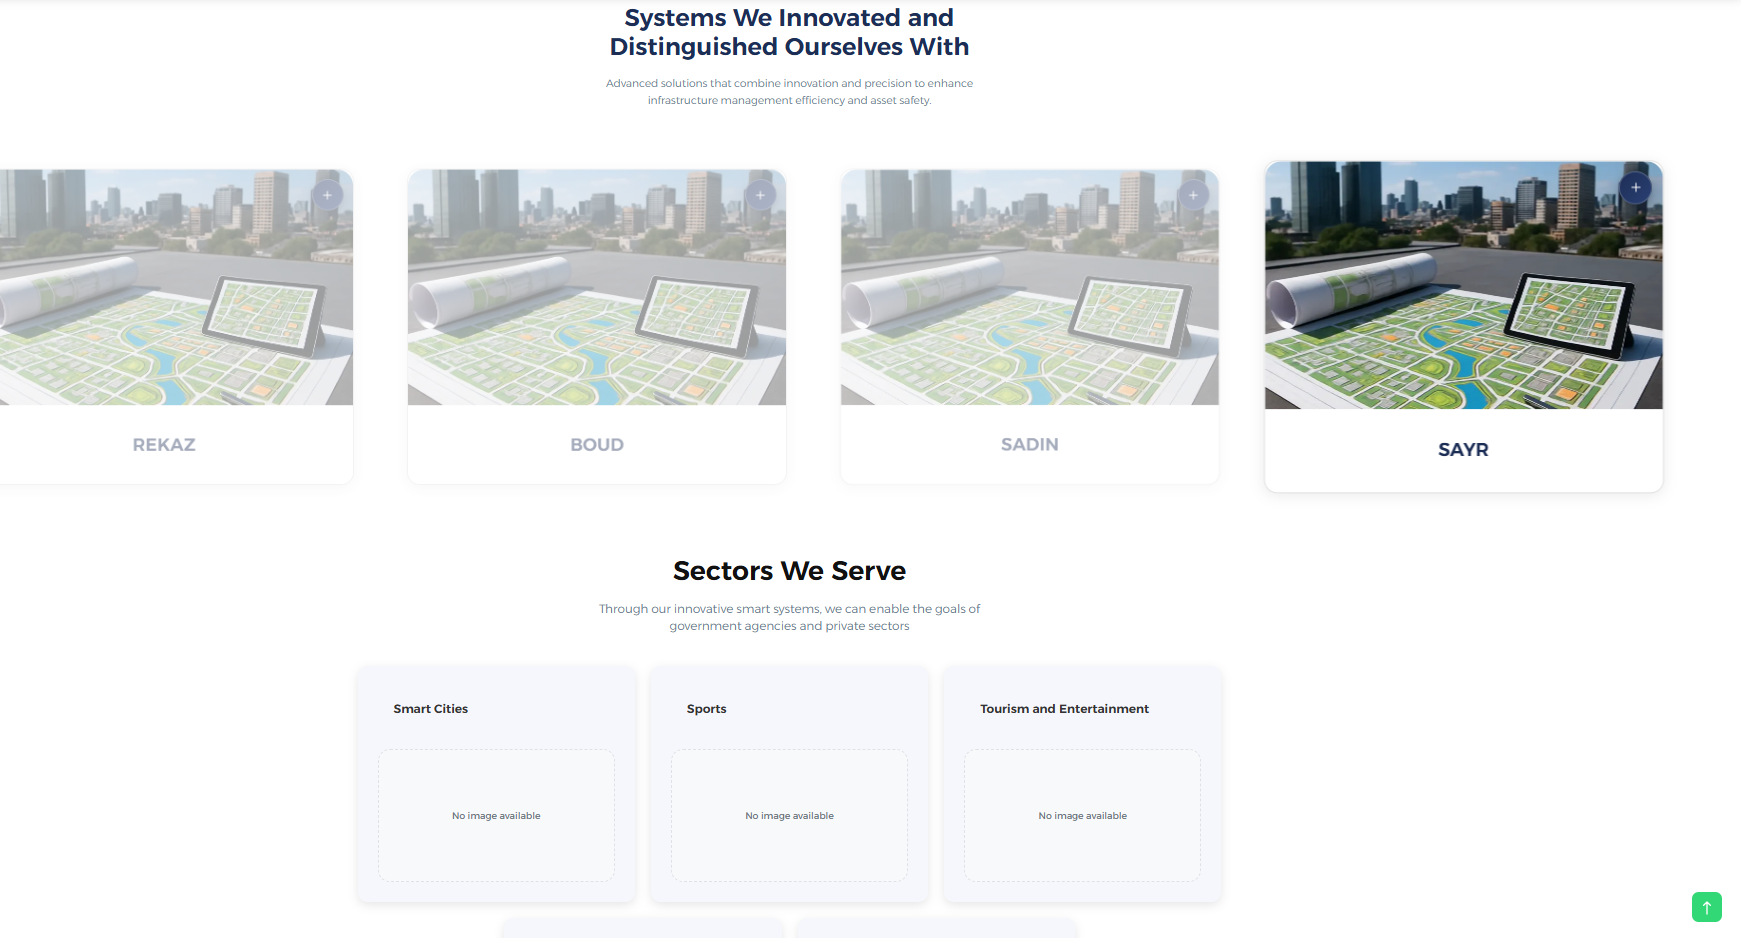 Systems We Innovated and
Distinguished Ourselves With
Advanced solutions that combine innovation and precision to enhance
infrastructure management efficiency and asset safety.
REKAZ
BOUD
SADIN
SAYR
Sectors We Serve
Through our innovative smart systems, we can enable the goals of
government agencies and private sectors
Smart Cities
Sports
Tourism and Entertainment
No image available
No image available
No image available